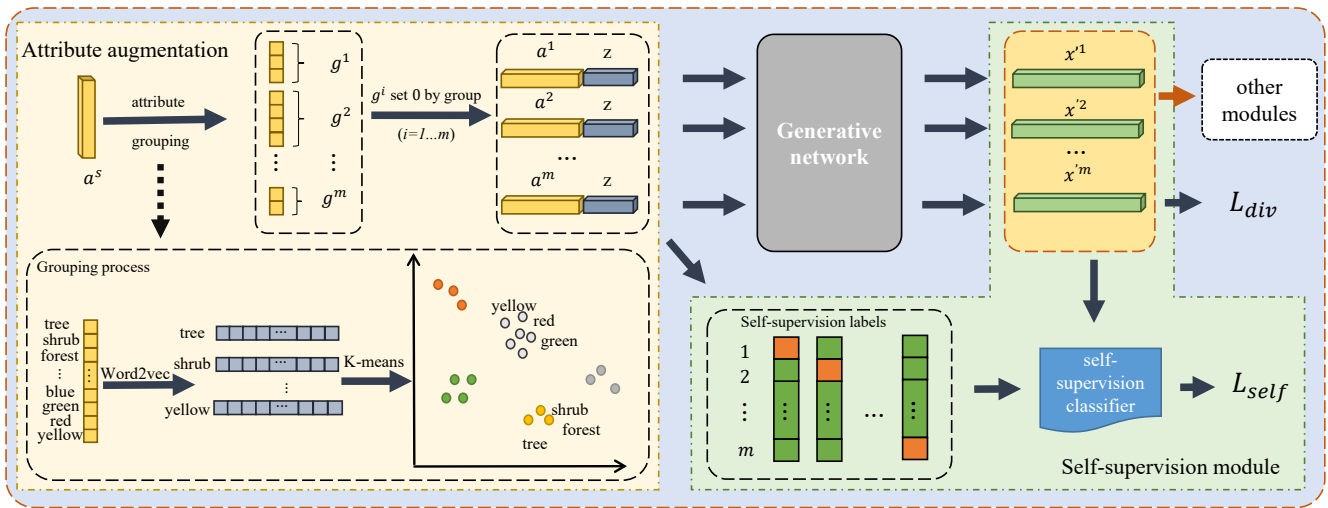 Attribute augmentation
a^s
attribute
grouping
g^1
g^2
⋮ ⋮
g^m
g^i set 0 by group
(i=1...m)
a^1 z
a^2 z
...
a^m z
Generative
network
x'^1
x'^2
...
x'^m
other
modules
L_div
Grouping process
tree
shrub
forest
⋮
blue
green
red
yellow
Word2vec
tree ...
shrub ...
⋮
yellow ...
K-means
yellow
red
green
shrub
forest
tree
Self-supervision labels
1
2
⋮ ⋮ ⋮ ... ⋮
m
self-
supervision
classifier
L_self
Self-supervision module